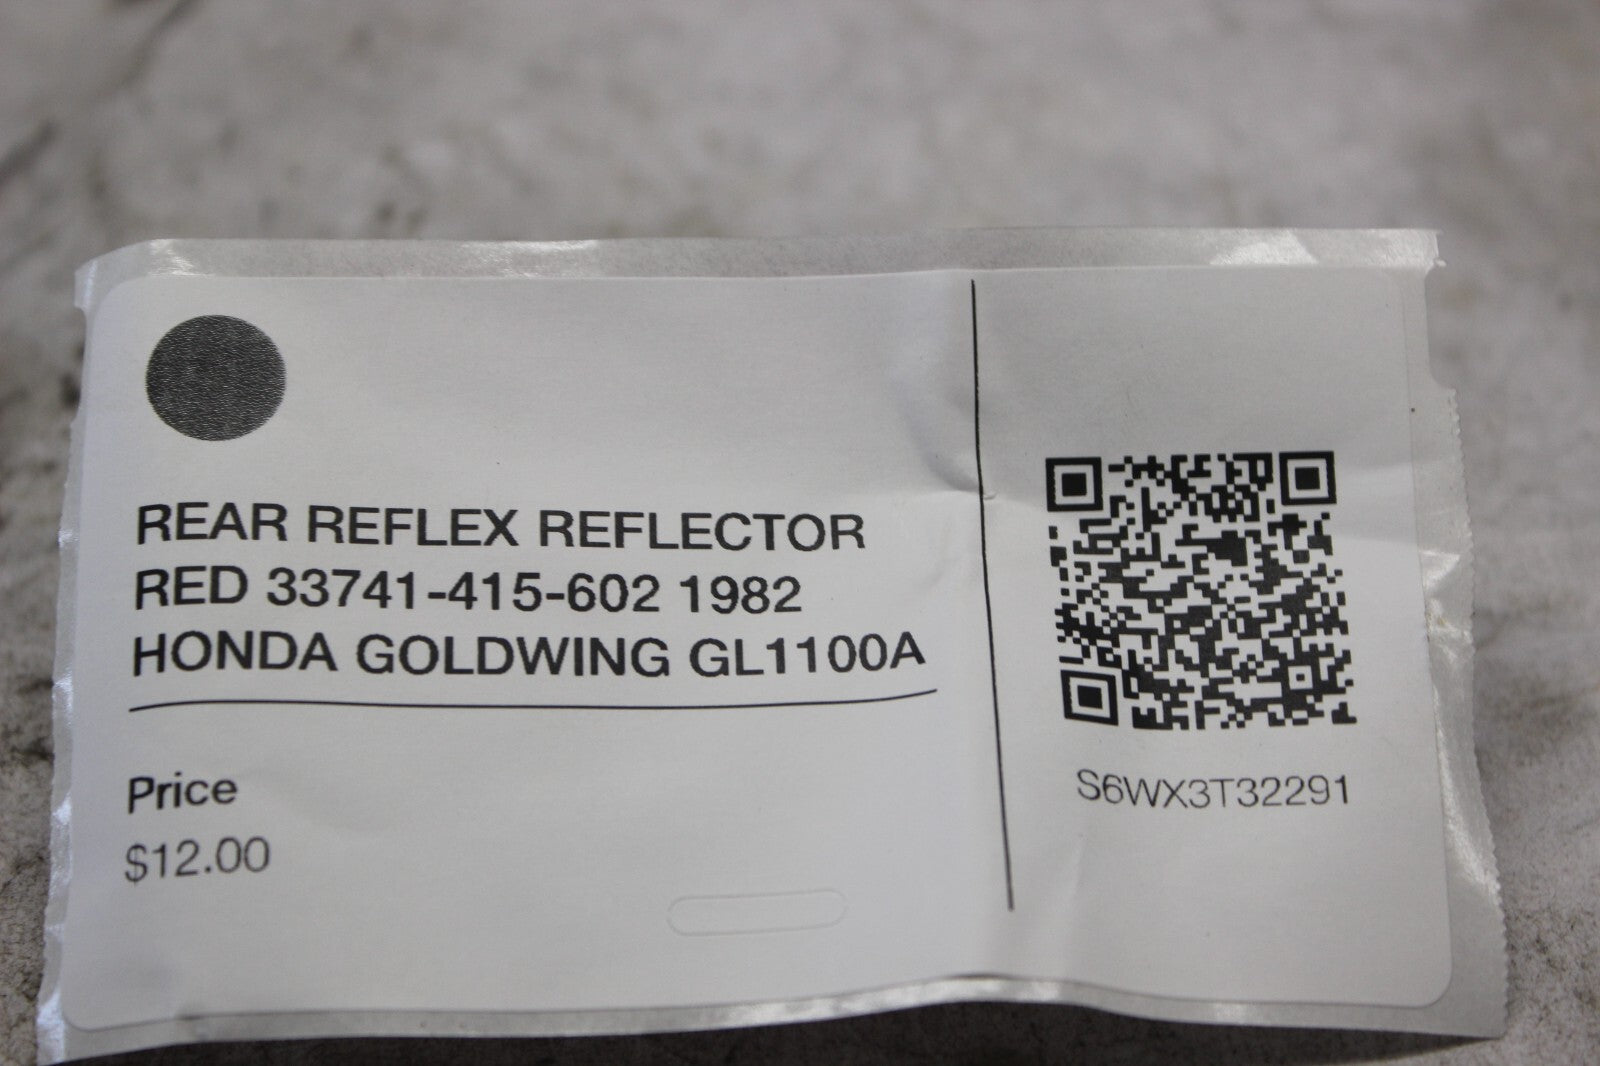 REAR REFLEX REFLECTOR
RED 33741-415-602 1982
HONDA GOLDWING GL1100A
Price
$12.00
S6WX3T32291